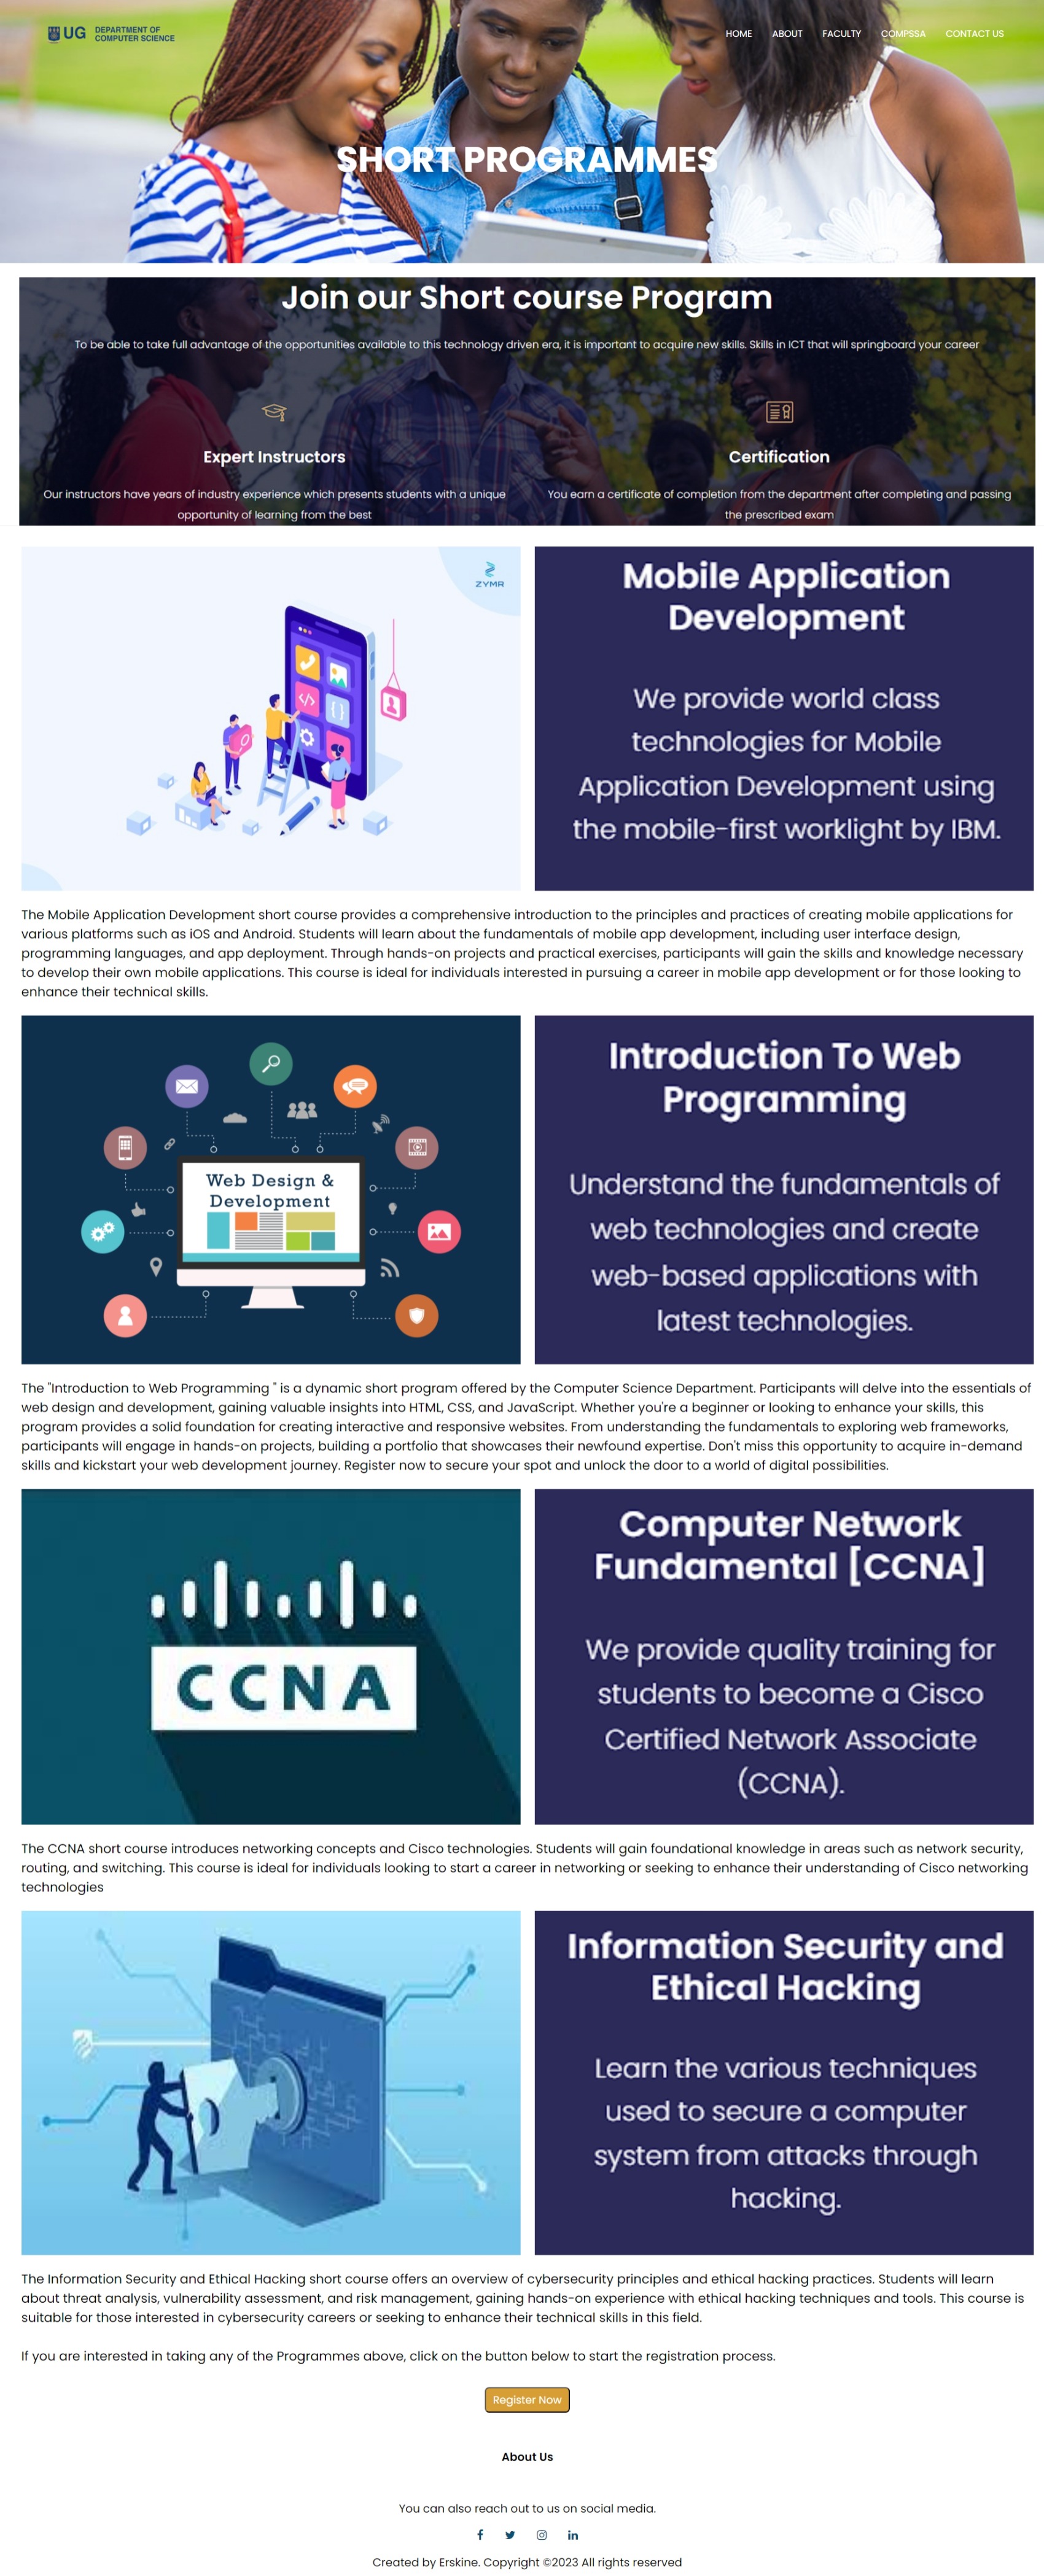 UG DEPARTMENT OF
COMPUTER SCIENCE
HOME ABOUT FACULTY COMPSSA CONTACT US
SHORT PROGRAMMES
Join our Short course Program
To be able to take full advantage of the opportunities available to this technology driven era, it is important to acquire new skills. Skills in ICT that will springboard your career
Expert Instructors
Our instructors have years of industry experience which presents students with a unique
opportunity of learning from the best
Certification
You earn a certificate of completion from the department after completing and passing
the prescribed exam
ZYMR
Mobile Application
Development
We provide world class
technologies for Mobile
Application Development using
the mobile-first worklight by IBM.
The Mobile Application Development short course provides a comprehensive introduction to the principles and practices of creating mobile applications for
various platforms such as iOS and Android. Students will learn about the fundamentals of mobile app development, including user interface design,
programming languages, and app deployment. Through hands-on projects and practical exercises, participants will gain the skills and knowledge necessary
to develop their own mobile applications. This course is ideal for individuals interested in pursuing a career in mobile app development or for those looking to
enhance their technical skills.
Web Design &
Development
Introduction To Web
Programming
Understand the fundamentals of
web technologies and create
web-based applications with
latest technologies.
The "Introduction to Web Programming " is a dynamic short program offered by the Computer Science Department. Participants will delve into the essentials of
web design and development, gaining valuable insights into HTML, CSS, and JavaScript. Whether you're a beginner or looking to enhance your skills, this
program provides a solid foundation for creating interactive and responsive websites. From understanding the fundamentals to exploring web frameworks,
participants will engage in hands-on projects, building a portfolio that showcases their newfound expertise. Don't miss this opportunity to acquire in-demand
skills and kickstart your web development journey. Register now to secure your spot and unlock the door to a world of digital possibilities.
CCNA
Computer Network
Fundamental [CCNA]
We provide quality training for
students to become a Cisco
Certified Network Associate
(CCNA).
The CCNA short course introduces networking concepts and Cisco technologies. Students will gain foundational knowledge in areas such as network security,
routing, and switching. This course is ideal for individuals looking to start a career in networking or seeking to enhance their understanding of Cisco networking
technologies
Information Security and
Ethical Hacking
Learn the various techniques
used to secure a computer
system from attacks through
hacking.
The Information Security and Ethical Hacking short course offers an overview of cybersecurity principles and ethical hacking practices. Students will learn
about threat analysis, vulnerability assessment, and risk management, gaining hands-on experience with ethical hacking techniques and tools. This course is
suitable for those interested in cybersecurity careers or seeking to enhance their technical skills in this field.
If you are interested in taking any of the Programmes above, click on the button below to start the registration process.
Register Now
About Us
You can also reach out to us on social media.
Created by Erskine. Copyright ©2023 All rights reserved